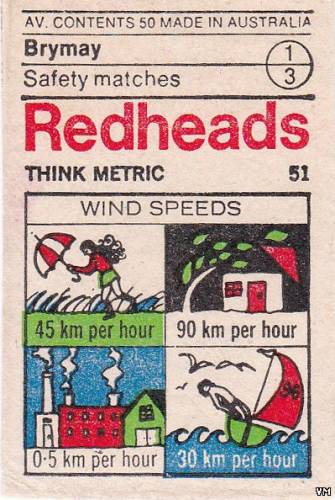 AV. CONTENTS 50 MADE IN AUSTRALIA
Brymay
Safety matches
1
3
Redheads
THINK METRIC 51
WIND SPEEDS
45 km per hour
90 km per hour
0·5 km per hour
30 km per hour
VM